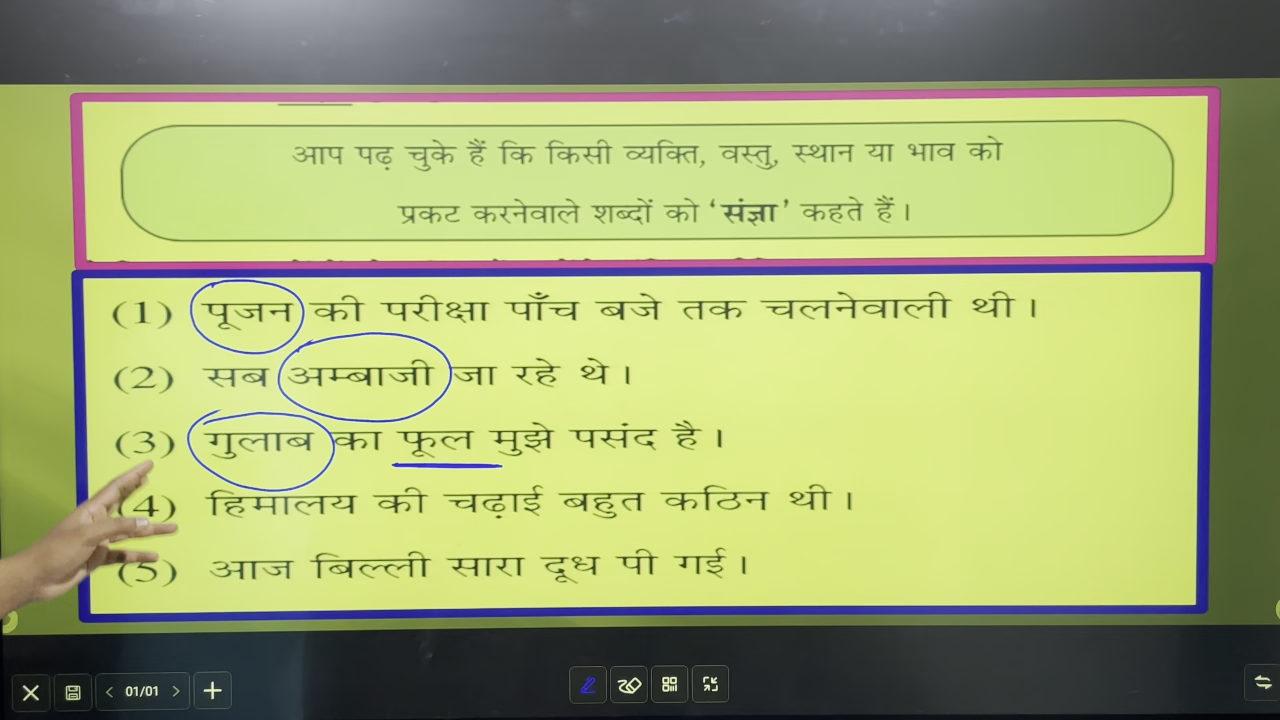 आप पढ़ चुके हैं कि किसी व्यक्ति, वस्तु, स्थान या भाव को
प्रकट करनेवाले शब्दों को ‘संज्ञा’ कहते हैं।
(1) पूजन की परीक्षा पाँच बजे तक चलनेवाली थी।
(2) सब अम्बाजी जा रहे थे।
(3) गुलाब का फूल मुझे पसंद है।
(4) हिमालय की चढ़ाई बहुत कठिन थी।
(5) आज बिल्ली सारा दूध पी गई।
01/01